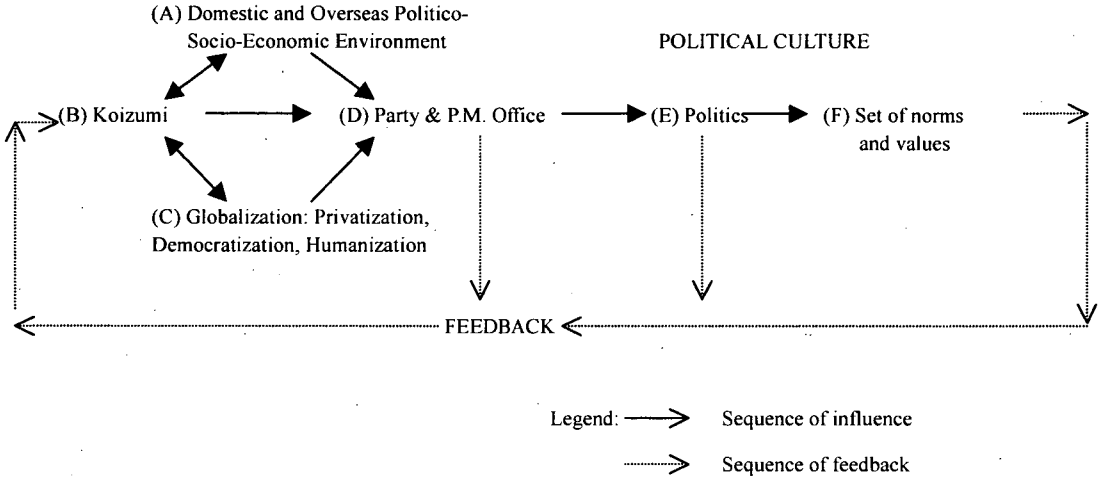 (A) Domestic and Overseas Politico-
Socio-Economic Environment
POLITICAL CULTURE
(B) Koizumi
(D) Party & P.M. Office
(E) Politics
(F) Set of norms
and values
(C) Globalization: Privatization,
Democratization, Humanization
FEEDBACK
Legend:
Sequence of influence
Sequence of feedback